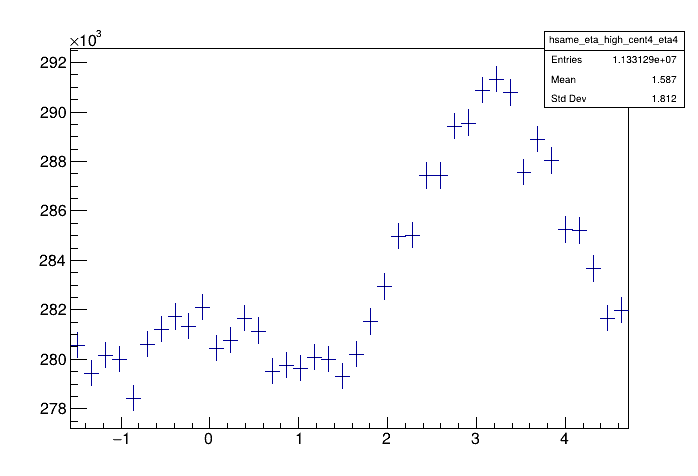 ×10³
hsame_eta_high_cent4_eta4
Entries 1.133129e+07
Mean 1.587
Std Dev 1.812
292
290
288
286
284
282
280
278
−1 0 1 2 3 4